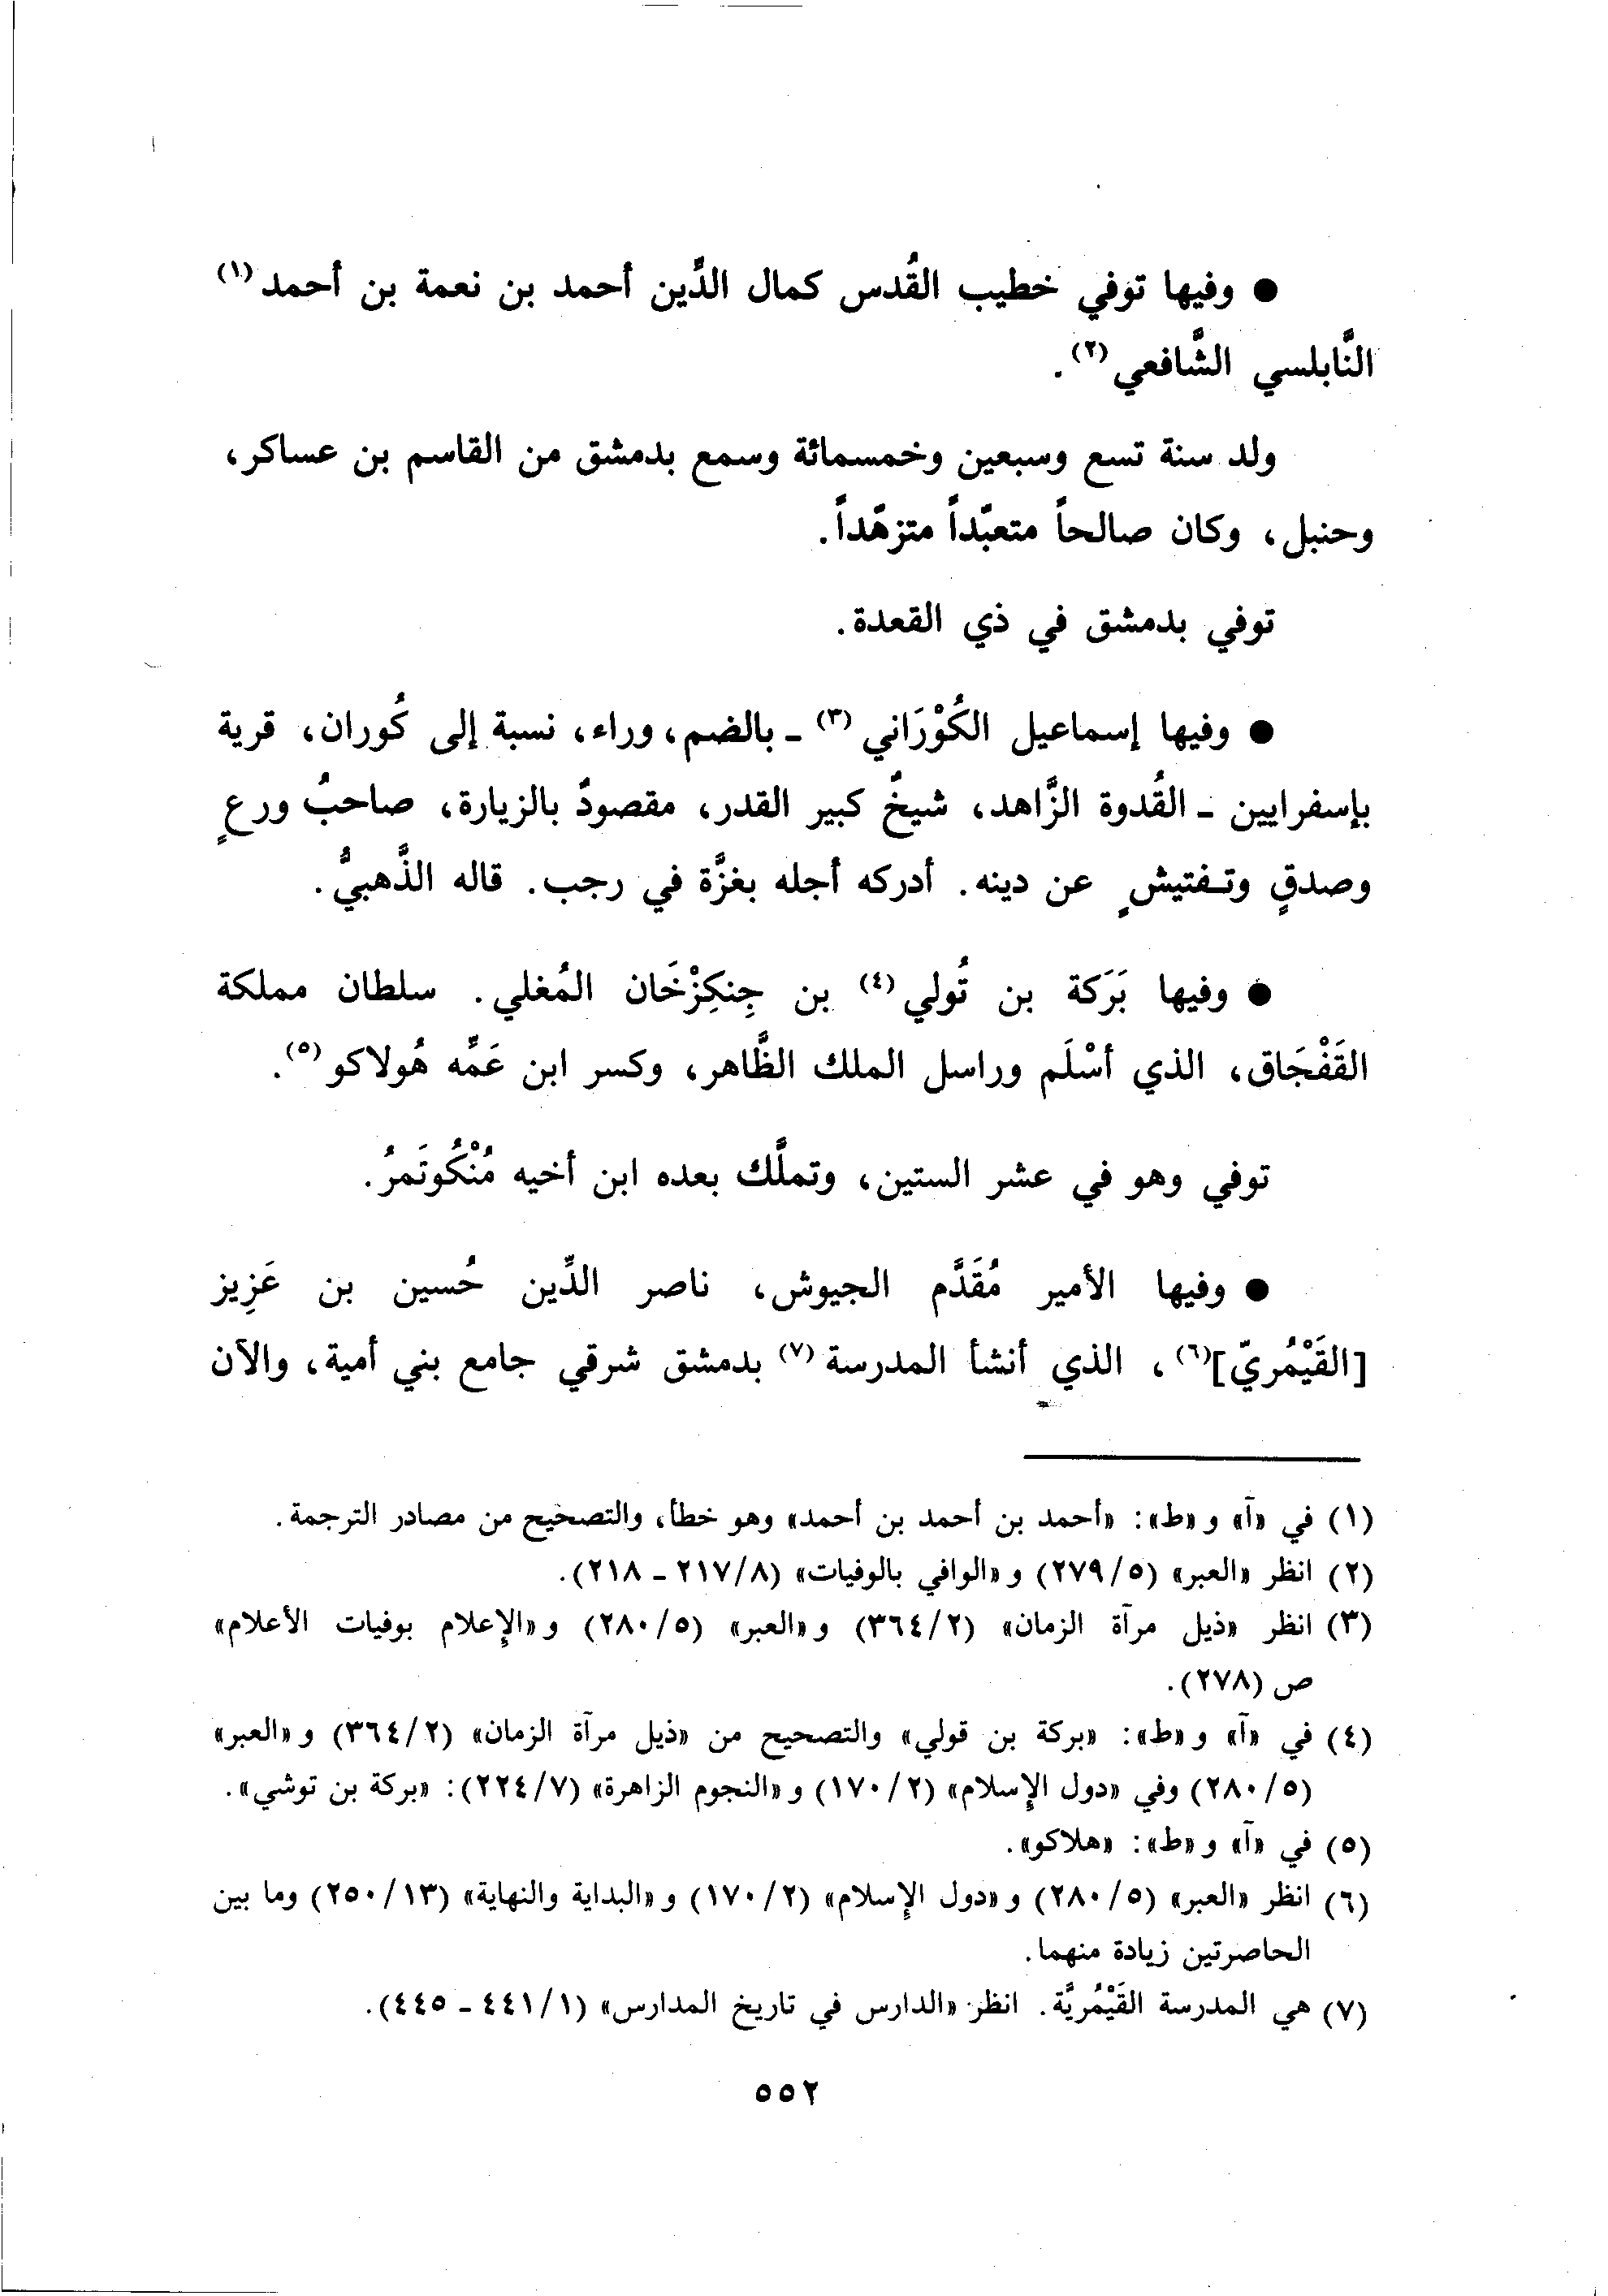 ● وفيها توفي خطيب القُدس كمال الدِّين أحمد بن نعمة بن أحمد (١)
النَّابلسي الشَّافعي (٢).
ولد سنة تسع وسبعين وخمسمائة وسمع بدمشق من القاسم بن عساكر،
وحنبل، وكان صالحاً متعبّداً متزهّداً.
توفي بدمشق في ذي القعدة.
● وفيها إسماعيل الكُوْرَاني (٣) ـ بالضم، وراء، نسبة إلى كُوران، قرية
بإسفرايين ـ القُدوة الزَّاهد، شيخٌ كبير القدر، مقصودٌ بالزيارة، صاحبُ ورعٍ
وصدقٍ وتفتيشٍ عن دينه. أدركه أجله بغزَّة في رجب. قاله الذَّهبيُّ.
● وفيها بَرَكة بن تُولي (٤) بن جِنكِزْخَان المُغلي. سلطان مملكة
القَفْجَاق، الذي أسْلَم وراسل الملك الظَّاهر، وكسر ابن عَمِّه هُولاكو (٥).
توفي وهو في عشر الستين، وتملَّك بعده ابن أخيه مُنْكُوتَمرُ.
● وفيها الأمير مُقَدَّم الجيوش، ناصر الدِّين حُسين بن عَزِيز
[القَيْمُريّ] (٦)، الذي أنشأ المدرسة (٧) بدمشق شرقي جامع بني أمية، والآن
(١) في «آ» و «ط»: «أحمد بن أحمد بن أحمد» وهو خطأ، والتصحيح من مصادر الترجمة.
(٢) انظر «العبر» (٥/ ٢٧٩) و «الوافي بالوفيات» (٨/ ٢١٧ ـ ٢١٨).
(٣) انظر «ذيل مرآة الزمان» (٢/ ٣٦٤) و «العبر» (٥/ ٢٨٠) و «الإعلام بوفيات الأعلام»
ص (٢٧٨).
(٤) في «آ» و «ط»: «بركة بن قولي» والتصحيح من «ذيل مرآة الزمان» (٢/ ٣٦٤) و «العبر»
(٥/ ٢٨٠) وفي «دول الإسلام» (٢/ ١٧٠) و «النجوم الزاهرة» (٧/ ٢٢٤): «بركة بن توشي».
(٥) في «آ» و «ط»: «هلاكو».
(٦) انظر «العبر» (٥/ ٢٨٠) و «دول الإسلام» (٢/ ١٧٠) و «البداية والنهاية» (١٣/ ٢٥٠) وما بين
الحاصرتين زيادة منهما.
(٧) هي المدرسة القَيْمُريَّة. انظر «الدارس في تاريخ المدارس» (١/ ٤٤١ ـ ٤٤٥).
٥٥٢